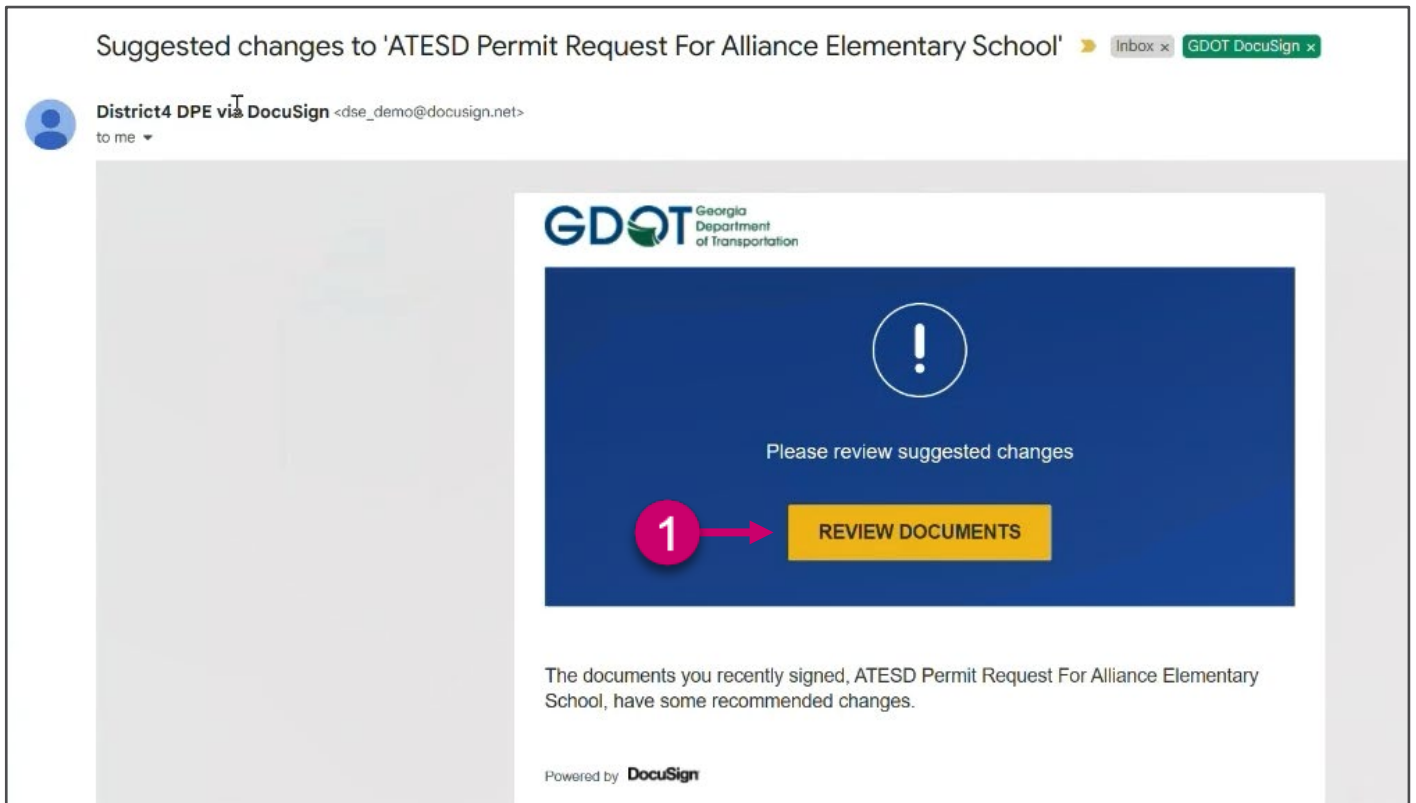 Suggested changes to 'ATESD Permit Request For Alliance Elementary School' Inbox x GDOT DocuSign x
District4 DPE via DocuSign <dse_demo@docusign.net>
to me
GDOT Georgia
Department
of Transportation
!
Please review suggested changes
1 REVIEW DOCUMENTS
The documents you recently signed, ATESD Permit Request For Alliance Elementary
School, have some recommended changes.
Powered by DocuSign